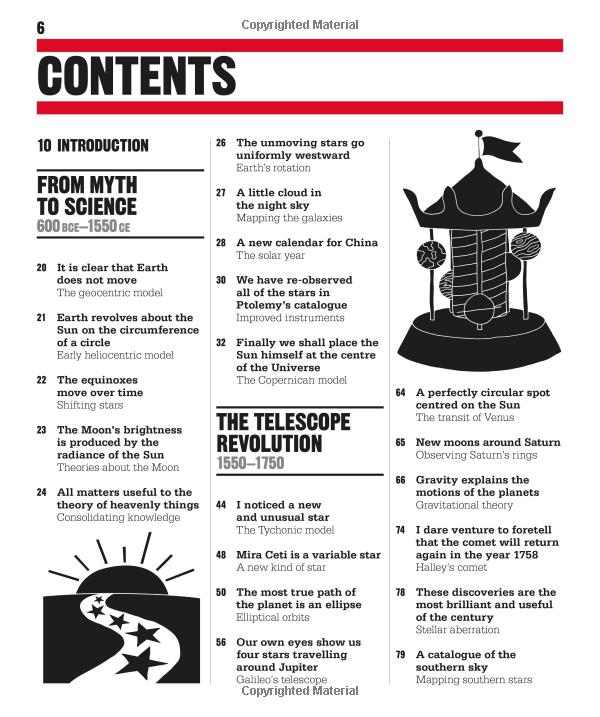 6
Copyrighted Material
CONTENTS
10 INTRODUCTION
FROM MYTH
TO SCIENCE
600 BCE–1550 CE
20 It is clear that Earth
does not move
The geocentric model
21 Earth revolves about the
Sun on the circumference
of a circle
Early heliocentric model
22 The equinoxes
move over time
Shifting stars
23 The Moon's brightness
is produced by the
radiance of the Sun
Theories about the Moon
24 All matters useful to the
theory of heavenly things
Consolidating knowledge
26 The unmoving stars go
uniformly westward
Earth's rotation
27 A little cloud in
the night sky
Mapping the galaxies
28 A new calendar for China
The solar year
30 We have re-observed
all of the stars in
Ptolemy's catalogue
Improved instruments
32 Finally we shall place the
Sun himself at the centre
of the Universe
The Copernican model
THE TELESCOPE
REVOLUTION
1550–1750
44 I noticed a new
and unusual star
The Tychonic model
48 Mira Ceti is a variable star
A new kind of star
50 The most true path of
the planet is an ellipse
Elliptical orbits
56 Our own eyes show us
four stars travelling
around Jupiter
Galileo's telescope
64 A perfectly circular spot
centred on the Sun
The transit of Venus
65 New moons around Saturn
Observing Saturn's rings
66 Gravity explains the
motions of the planets
Gravitational theory
74 I dare venture to foretell
that the comet will return
again in the year 1758
Halley's comet
78 These discoveries are the
most brilliant and useful
of the century
Stellar aberration
79 A catalogue of the
southern sky
Mapping southern stars
Copyrighted Material